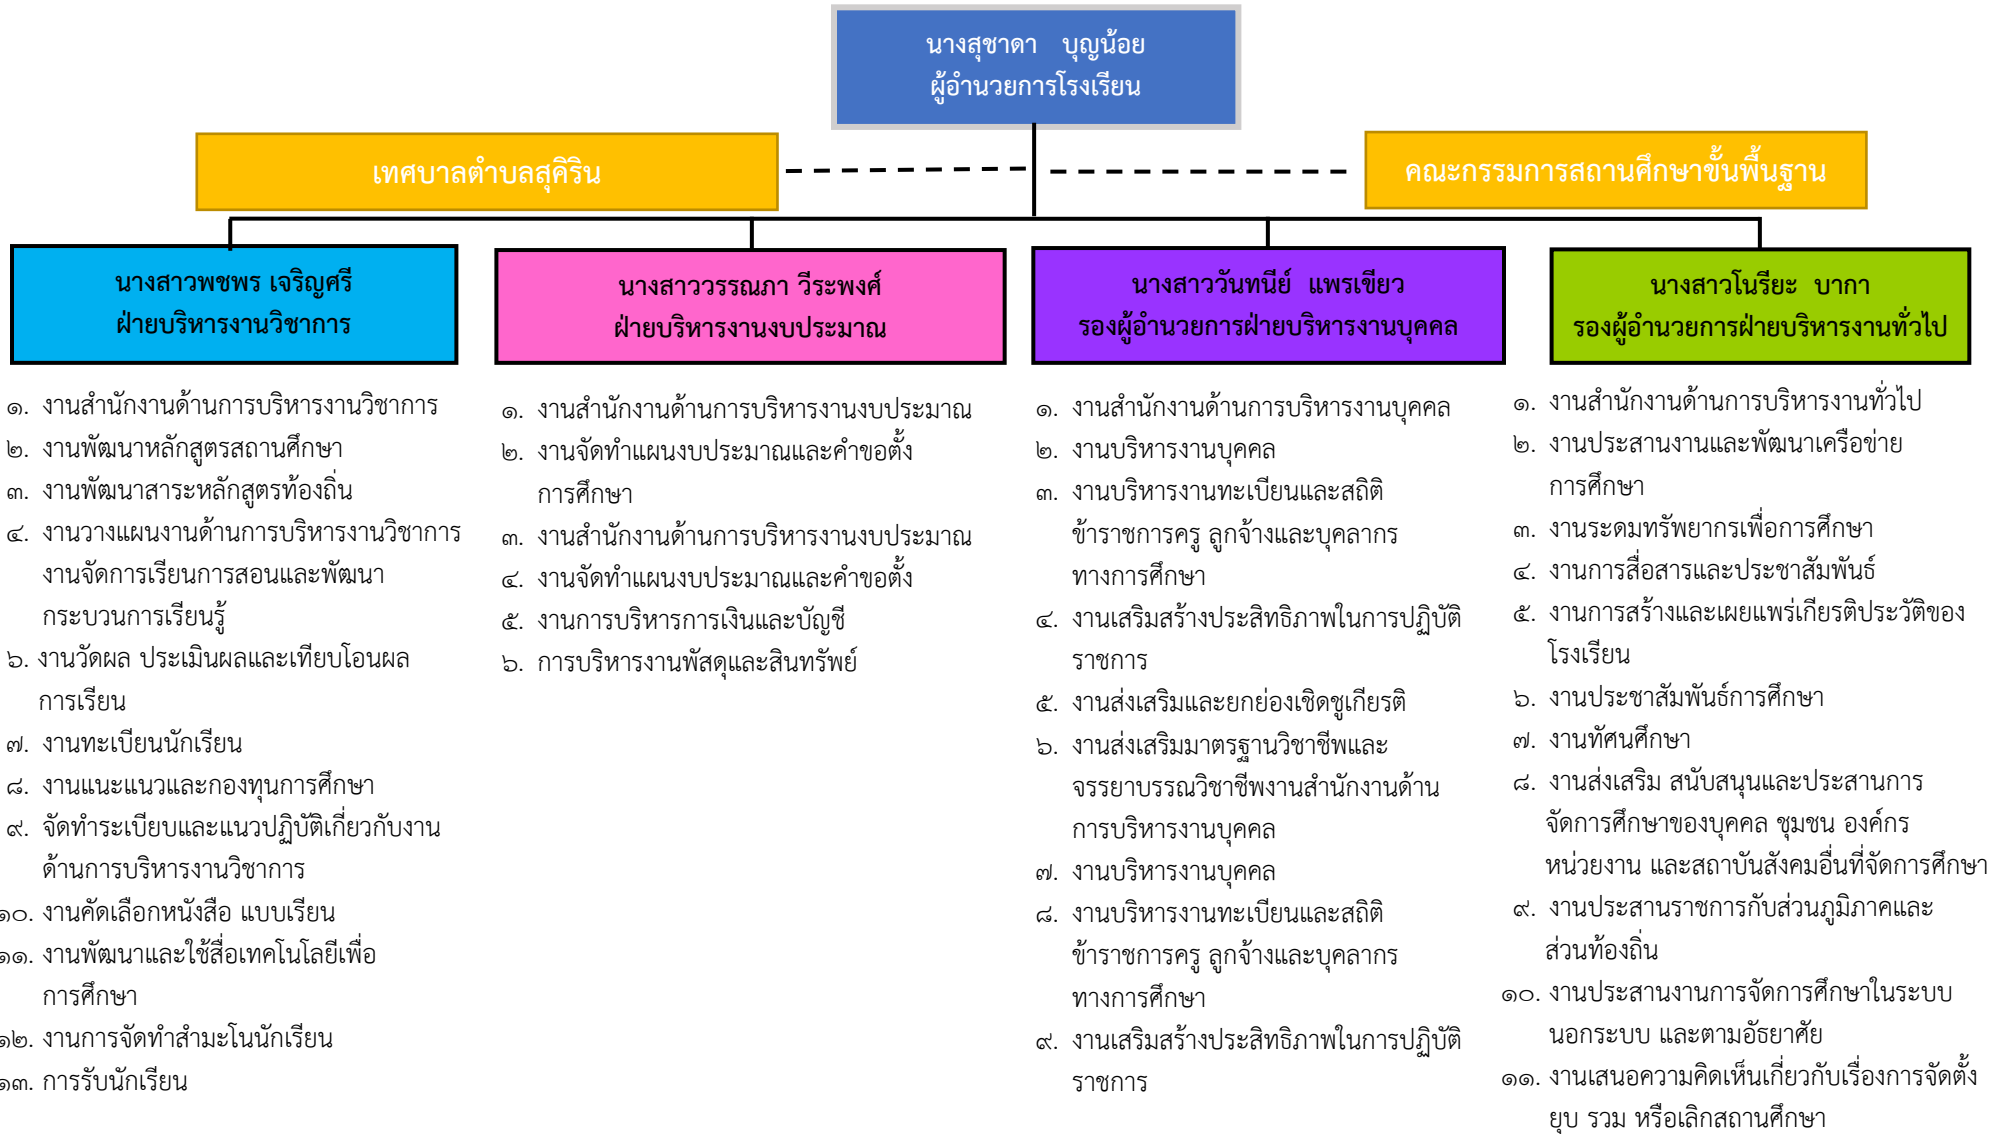 นางสุชาดา บุญน้อย
ผู้อำนวยการโรงเรียน
เทศบาลตำบลสุคิริน
คณะกรรมการสถานศึกษาขั้นพื้นฐาน
นางสาวพชพร เจริญศรี
ฝ่ายบริหารงานวิชาการ
๑. งานสำนักงานด้านการบริหารงานวิชาการ
๒. งานพัฒนาหลักสูตรสถานศึกษา
๓. งานพัฒนาสาระหลักสูตรท้องถิ่น
๔. งานวางแผนงานด้านการบริหารงานวิชาการ
งานจัดการเรียนการสอนและพัฒนา
กระบวนการเรียนรู้
๖. งานวัดผล ประเมินผลและเทียบโอนผล
การเรียน
๗. งานทะเบียนนักเรียน
๘. งานแนะแนวและกองทุนการศึกษา
๙. จัดทำระเบียบและแนวปฏิบัติเกี่ยวกับงาน
ด้านการบริหารงานวิชาการ
๑๐. งานคัดเลือกหนังสือ แบบเรียน
๑๑. งานพัฒนาและใช้สื่อเทคโนโลยีเพื่อ
การศึกษา
๑๒. งานการจัดทำสำมะโนนักเรียน
๑๓. การรับนักเรียน
นางสาววรรณภา วีระพงศ์
ฝ่ายบริหารงานงบประมาณ
๑. งานสำนักงานด้านการบริหารงานงบประมาณ
๒. งานจัดทำแผนงบประมาณและคำขอตั้ง
การศึกษา
๓. งานสำนักงานด้านการบริหารงานงบประมาณ
๔. งานจัดทำแผนงบประมาณและคำขอตั้ง
๕. งานการบริหารการเงินและบัญชี
๖. การบริหารงานพัสดุและสินทรัพย์
นางสาววันทนีย์ แพรเขียว
รองผู้อำนวยการฝ่ายบริหารงานบุคคล
๑. งานสำนักงานด้านการบริหารงานบุคคล
๒. งานบริหารงานบุคคล
๓. งานบริหารงานทะเบียนและสถิติ
ข้าราชการครู ลูกจ้างและบุคลากร
ทางการศึกษา
๔. งานเสริมสร้างประสิทธิภาพในการปฏิบัติ
ราชการ
๕. งานส่งเสริมและยกย่องเชิดชูเกียรติ
๖. งานส่งเสริมมาตรฐานวิชาชีพและ
จรรยาบรรณวิชาชีพงานสำนักงานด้าน
การบริหารงานบุคคล
๗. งานบริหารงานบุคคล
๘. งานบริหารงานทะเบียนและสถิติ
ข้าราชการครู ลูกจ้างและบุคลากร
ทางการศึกษา
๙. งานเสริมสร้างประสิทธิภาพในการปฏิบัติ
ราชการ
นางสาวโนรียะ บากา
รองผู้อำนวยการฝ่ายบริหารงานทั่วไป
๑. งานสำนักงานด้านการบริหารงานทั่วไป
๒. งานประสานงานและพัฒนาเครือข่าย
การศึกษา
๓. งานระดมทรัพยากรเพื่อการศึกษา
๔. งานการสื่อสารและประชาสัมพันธ์
๕. งานการสร้างและเผยแพร่เกียรติประวัติของ
โรงเรียน
๖. งานประชาสัมพันธ์การศึกษา
๗. งานทัศนศึกษา
๘. งานส่งเสริม สนับสนุนและประสานการ
จัดการศึกษาของบุคคล ชุมชน องค์กร
หน่วยงาน และสถาบันสังคมอื่นที่จัดการศึกษา
๙. งานประสานราชการกับส่วนภูมิภาคและ
ส่วนท้องถิ่น
๑๐. งานประสานงานการจัดการศึกษาในระบบ
นอกระบบ และตามอัธยาศัย
๑๑. งานเสนอความคิดเห็นเกี่ยวกับเรื่องการจัดตั้ง
ยุบ รวม หรือเลิกสถานศึกษา